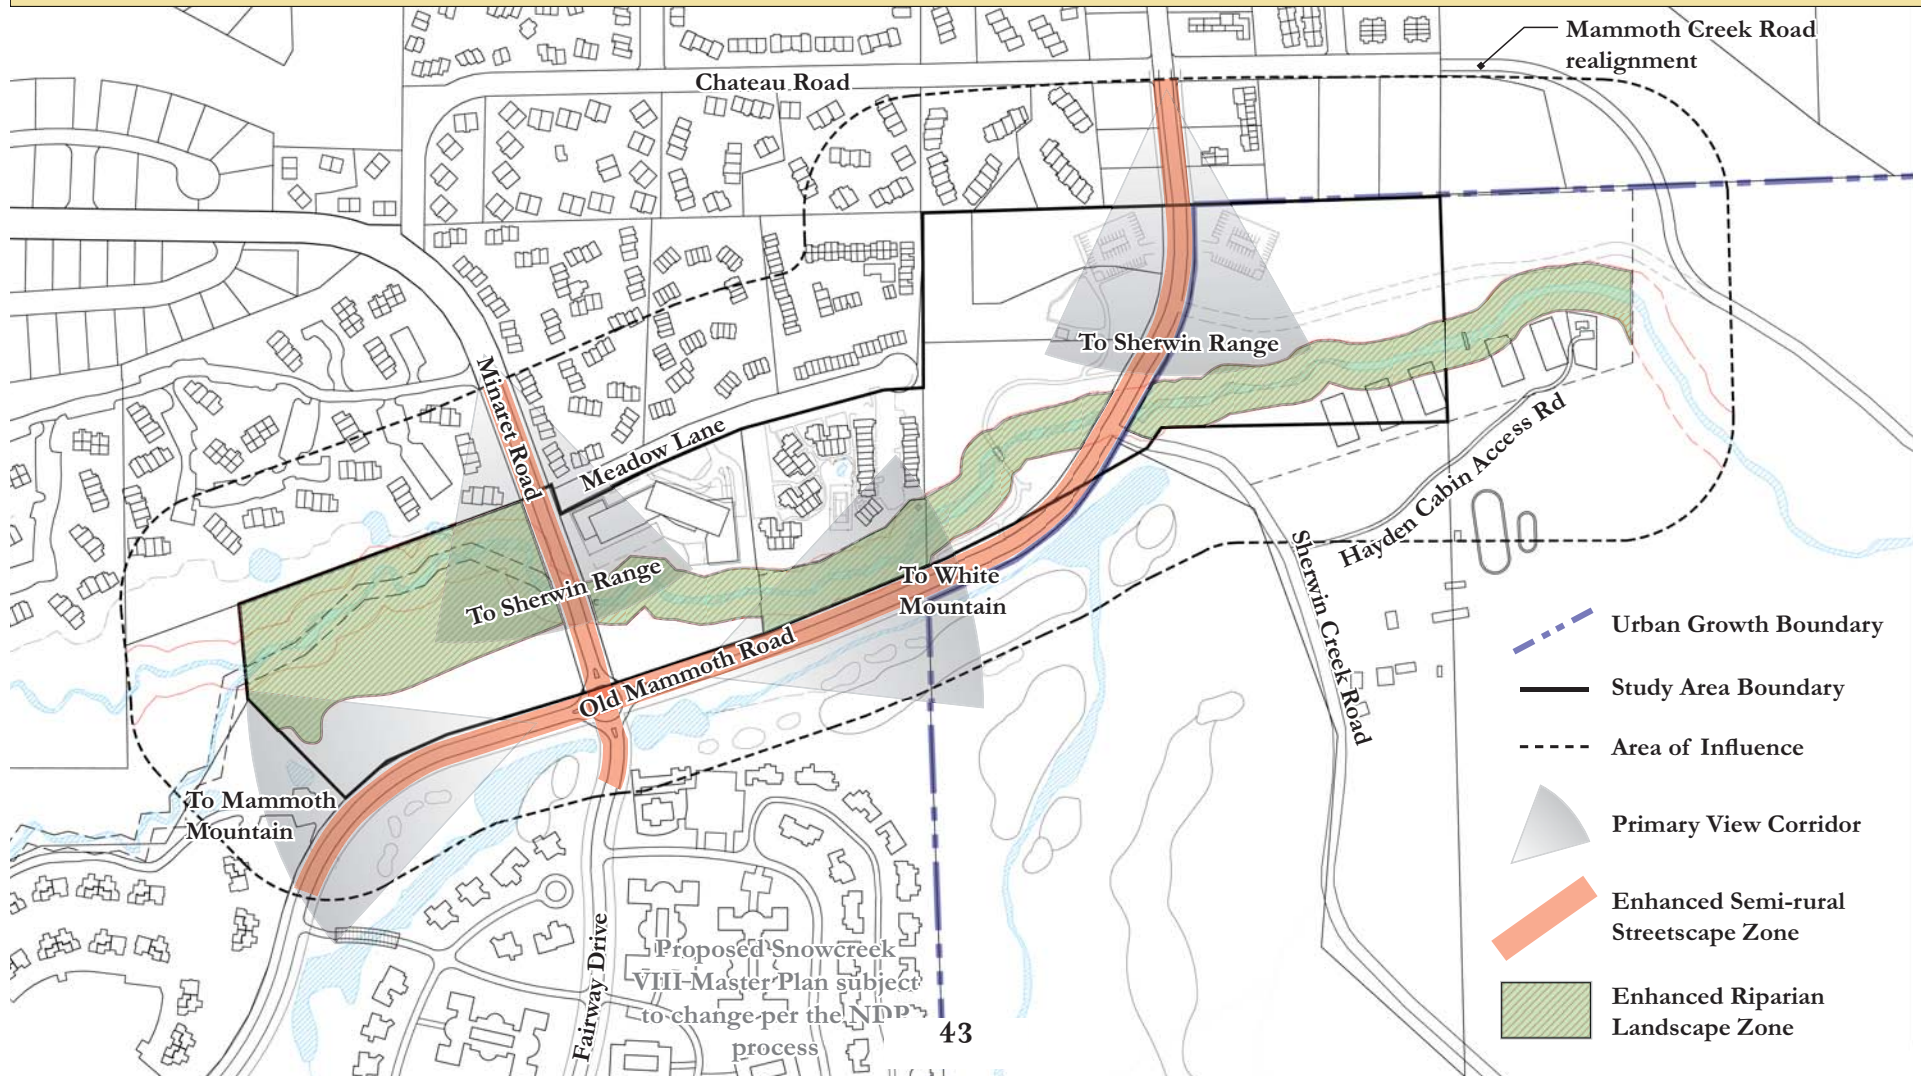 Mammoth Creek Road
realignment
Chateau Road
To Sherwin Range
Minaret Road
Meadow Lane
Hayden Cabin Access Rd
Sherwin Creek Road
To Sherwin Range
To White
Mountain
Old Mammoth Road
To Mammoth
Mountain
Fairway Drive
Proposed Snowcreek
VIII Master Plan subject
to change per the NDP
process
43
Urban Growth Boundary
Study Area Boundary
Area of Influence
Primary View Corridor
Enhanced Semi-rural
Streetscape Zone
Enhanced Riparian
Landscape Zone